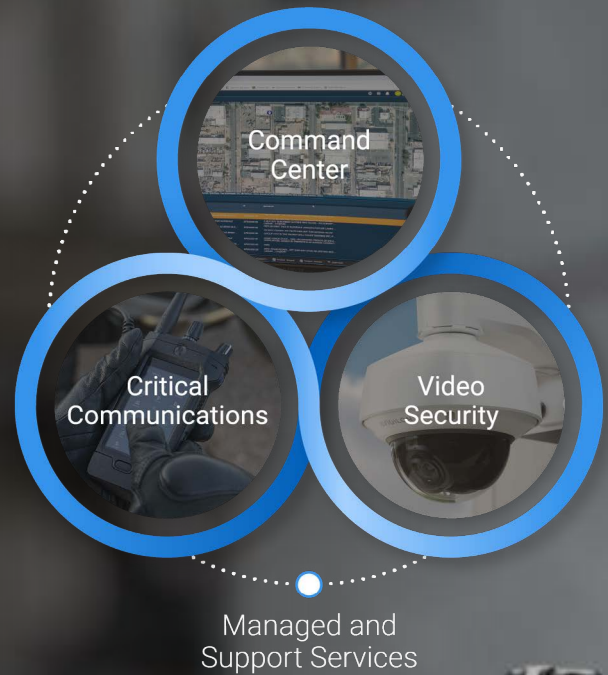 Command
Center
Critical
Communications
Video
Security
Managed and
Support Services